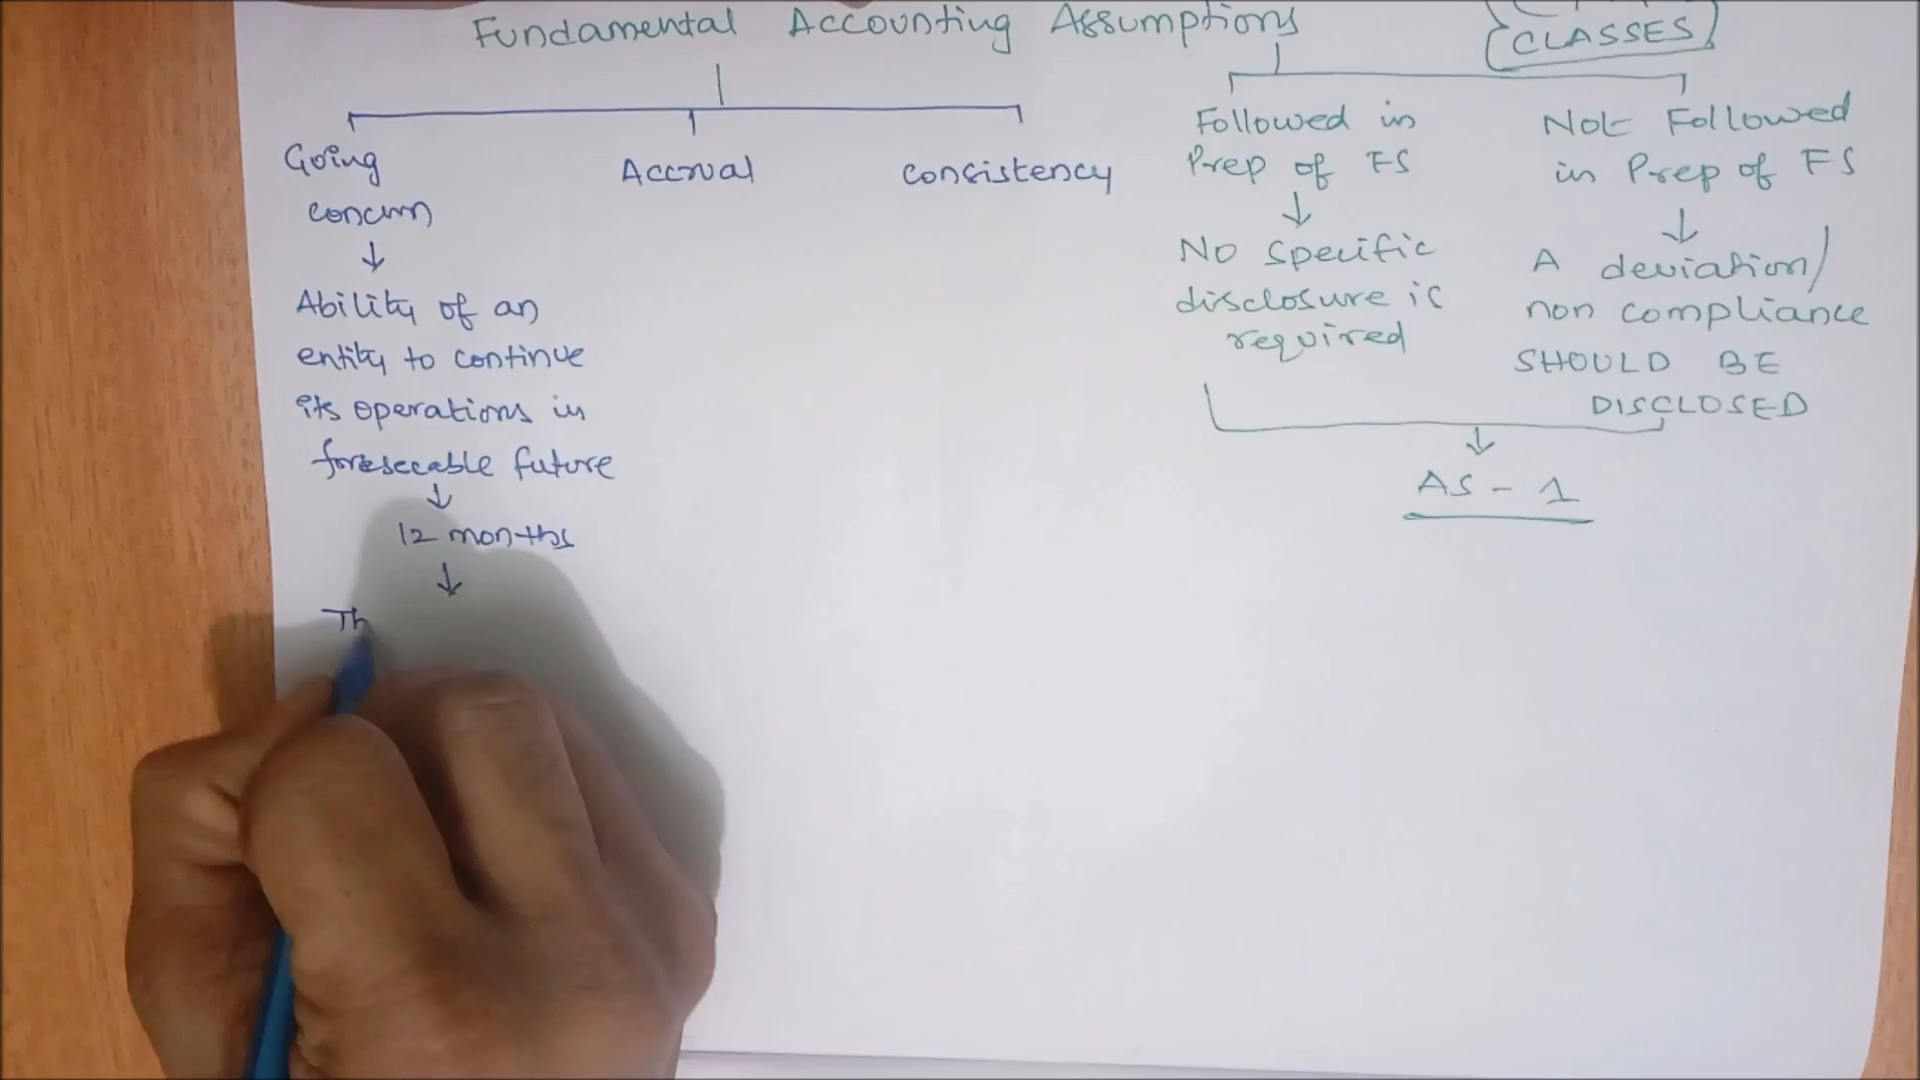 Fundamental Accounting Assumptions
CLASSES
Going
concern
Accrual
consistency
↓
Ability of an
entity to continue
its operations in
foreseeable future
↓
12 months
↓
Th
Followed in
Prep of FS
↓
No specific
disclosure is
required
Not Followed
in Prep of FS
↓
A deviation/
non compliance
SHOULD BE
DISCLOSED
↓
AS - 1